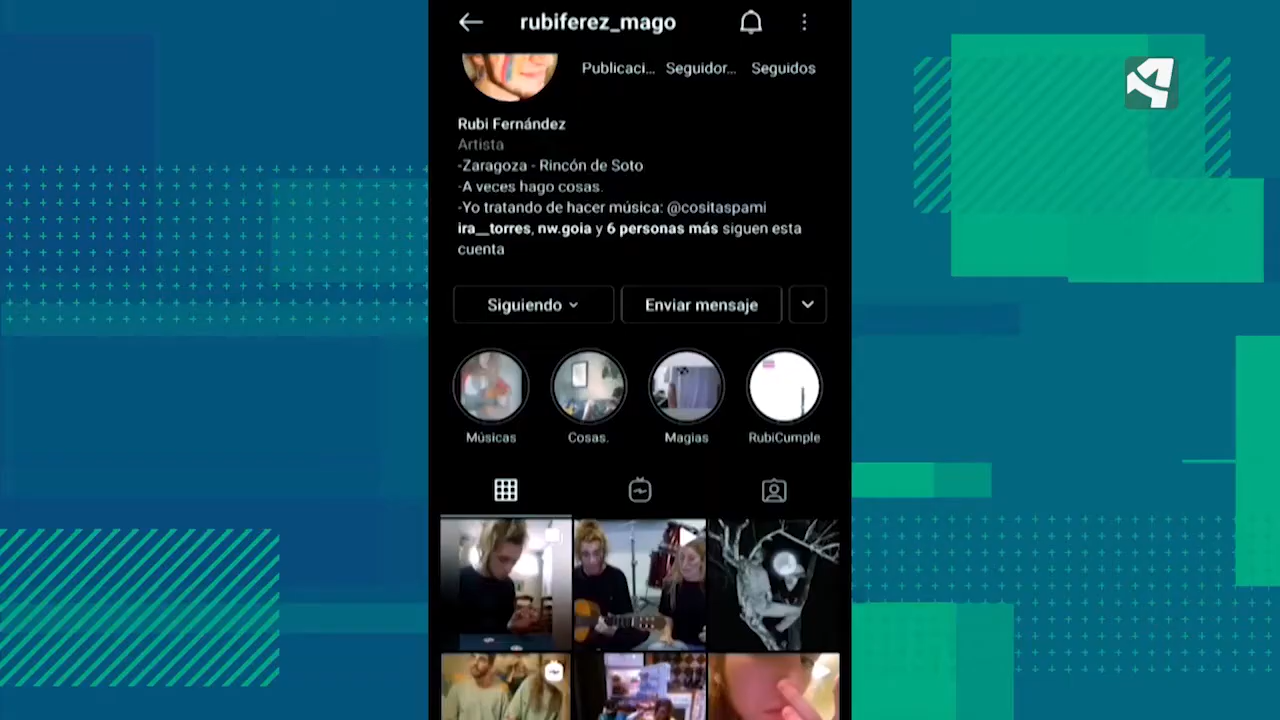 rubiferez_mago
Publicaci... Seguidor... Seguidos
Rubi Fernández
Artista
-Zaragoza - Rincón de Soto
-A veces hago cosas.
-Yo tratando de hacer música: @cositaspami
ira__torres, nw.goia y 6 personas más siguen esta
cuenta
Siguiendo
Enviar mensaje
Músicas
Cosas.
Magias
RubiCumple